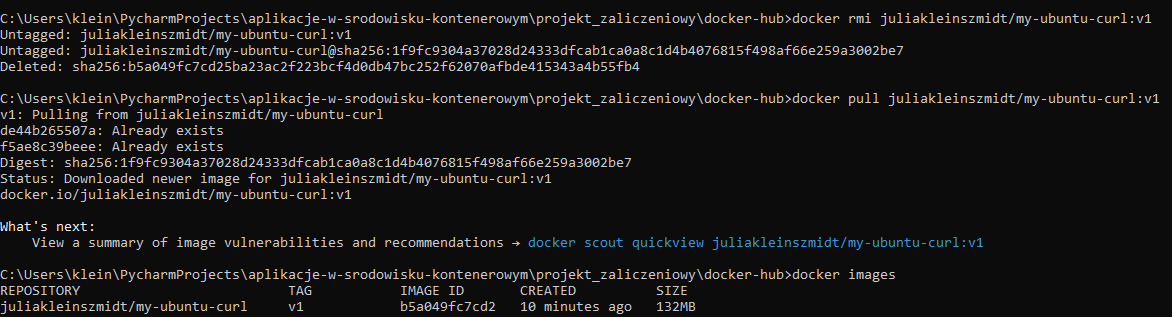 C:\Users\klein\PycharmProjects\aplikacje-w-srodowisku-kontenerowym\projekt_zaliczeniowy\docker-hub>docker rmi juliakleinszmidt/my-ubuntu-curl:v1
Untagged: juliakleinszmidt/my-ubuntu-curl:v1
Untagged: juliakleinszmidt/my-ubuntu-curl@sha256:1f9fc9304a37028d24333dfcab1ca0a8c1d4b4076815f498af66e259a3002be7
Deleted: sha256:b5a049fc7cd25ba23ac2f223bcf4d0db47bc252f62070afbde415343a4b55fb4
C:\Users\klein\PycharmProjects\aplikacje-w-srodowisku-kontenerowym\projekt_zaliczeniowy\docker-hub>docker pull juliakleinszmidt/my-ubuntu-curl:v1
v1: Pulling from juliakleinszmidt/my-ubuntu-curl
de44b265507a: Already exists
f5ae8c39beee: Already exists
Digest: sha256:1f9fc9304a37028d24333dfcab1ca0a8c1d4b4076815f498af66e259a3002be7
Status: Downloaded newer image for juliakleinszmidt/my-ubuntu-curl:v1
docker.io/juliakleinszmidt/my-ubuntu-curl:v1
What's next:
    View a summary of image vulnerabilities and recommendations → docker scout quickview juliakleinszmidt/my-ubuntu-curl:v1
C:\Users\klein\PycharmProjects\aplikacje-w-srodowisku-kontenerowym\projekt_zaliczeniowy\docker-hub>docker images
REPOSITORY                        TAG         IMAGE ID       CREATED          SIZE
juliakleinszmidt/my-ubuntu-curl   v1          b5a049fc7cd2   10 minutes ago   132MB